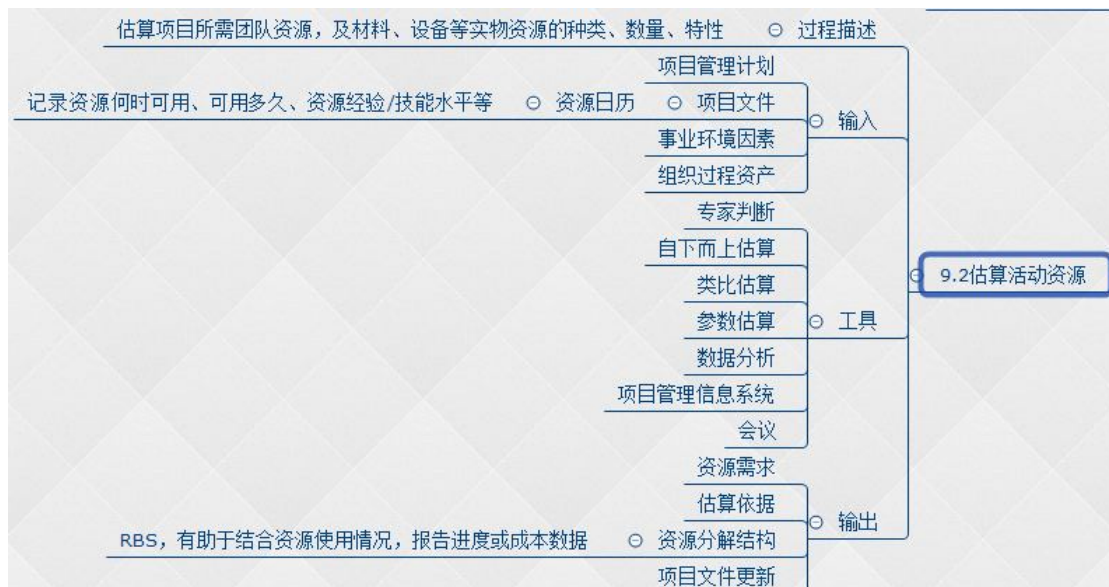 估算项目所需团队资源，及材料、设备等实物资源的种类、数量、特性 过程描述
项目管理计划
记录资源何时可用、可用多久、资源经验/技能水平等 资源日历 项目文件
输入
事业环境因素
组织过程资产
专家判断
自下而上估算
类比估算
9.2估算活动资源
参数估算
工具
数据分析
项目管理信息系统
会议
资源需求
估算依据
输出
RBS，有助于结合资源使用情况，报告进度或成本数据 资源分解结构
项目文件更新